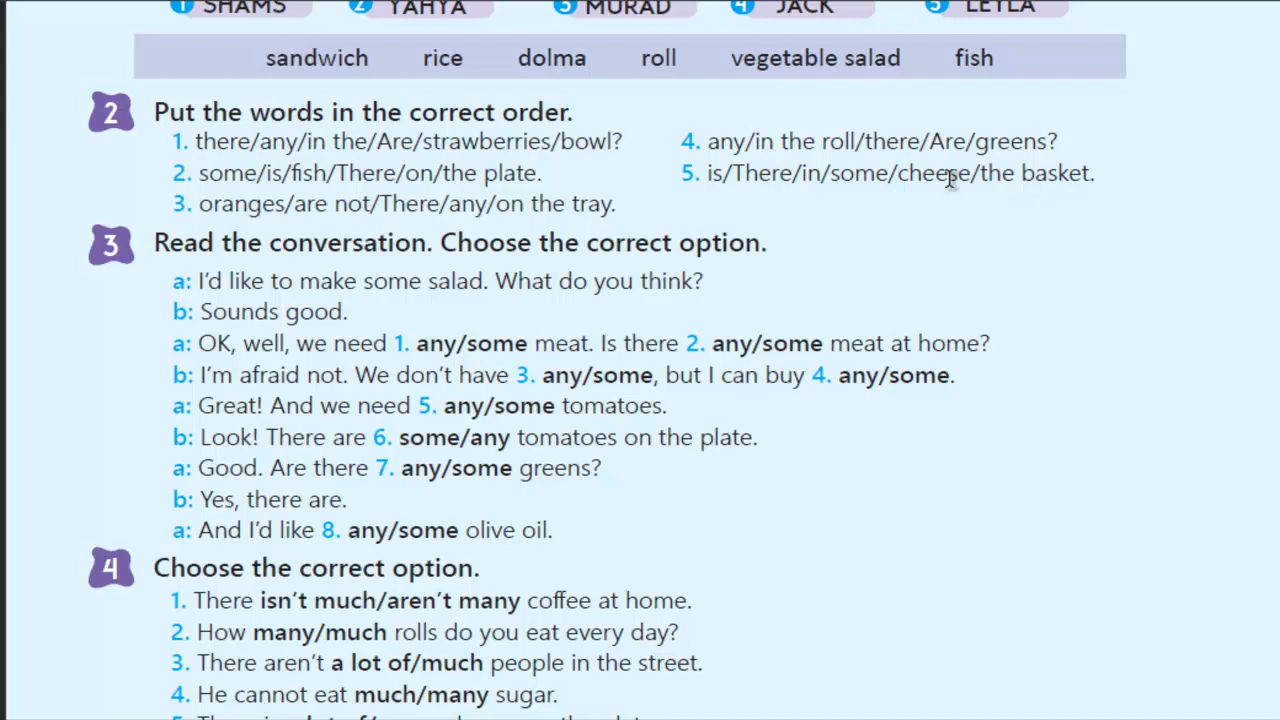 1 SHAMS 2 YAHYA 3 MURAD 4 JACK 5 LEYLA
sandwich rice dolma roll vegetable salad fish
2 Put the words in the correct order.
1. there/any/in the/Are/strawberries/bowl?
2. some/is/fish/There/on/the plate.
3. oranges/are not/There/any/on the tray.
4. any/in the roll/there/Are/greens?
5. is/There/in/some/cheese/the basket.
3 Read the conversation. Choose the correct option.
a: I'd like to make some salad. What do you think?
b: Sounds good.
a: OK, well, we need 1. any/some meat. Is there 2. any/some meat at home?
b: I'm afraid not. We don't have 3. any/some, but I can buy 4. any/some.
a: Great! And we need 5. any/some tomatoes.
b: Look! There are 6. some/any tomatoes on the plate.
a: Good. Are there 7. any/some greens?
b: Yes, there are.
a: And I'd like 8. any/some olive oil.
4 Choose the correct option.
1. There isn't much/aren't many coffee at home.
2. How many/much rolls do you eat every day?
3. There aren't a lot of/much people in the street.
4. He cannot eat much/many sugar.